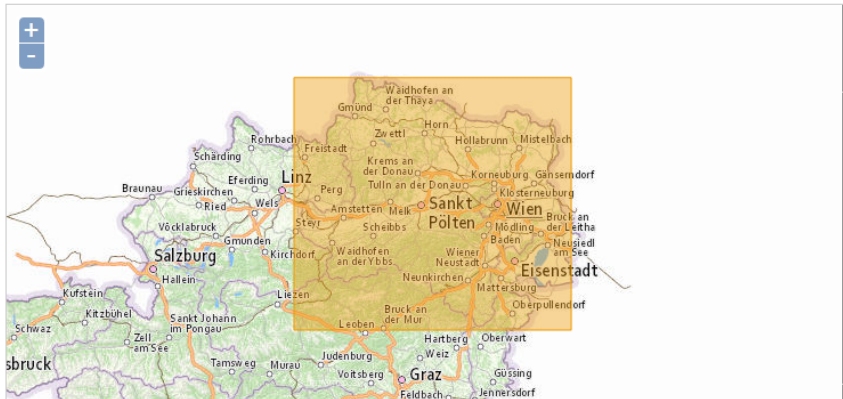 +
-
Waidhofen an
der Thaya
Gmünd
Horn
Zwettl
Hollabrunn
Mistelbach
Rohrbach
Freistadt
Schärding
Krems an
der Donau
Korneuburg
Gänserndorf
Linz
Tulln an der Donau
Klosterneuburg
Braunau
Grieskirchen
Eferding
Perg
Ried
Wels
Amstetten
Melk
Sankt
Pölten
Wien
Vöcklabruck
Steyr
Scheibbs
Mödling
Bruck an
der Leitha
Baden
Gmunden
Kirchdorf
Waidhofen
an der Ybbs
Wiener
Neustadt
Neusiedl
am See
Salzburg
Eisenstadt
Hallein
Neunkirchen
Mattersburg
Kufstein
Liezen
Oberpullendorf
Kitzbühel
Sankt Johann
im Pongau
Bruck an
der Mur
Schwaz
Zell
am See
Leoben
Hartberg
Oberwart
sbruck
Tamsweg
Murau
Judenburg
Weiz
Voitsberg
Graz
Güssing
Feldbach
Jennersdorf